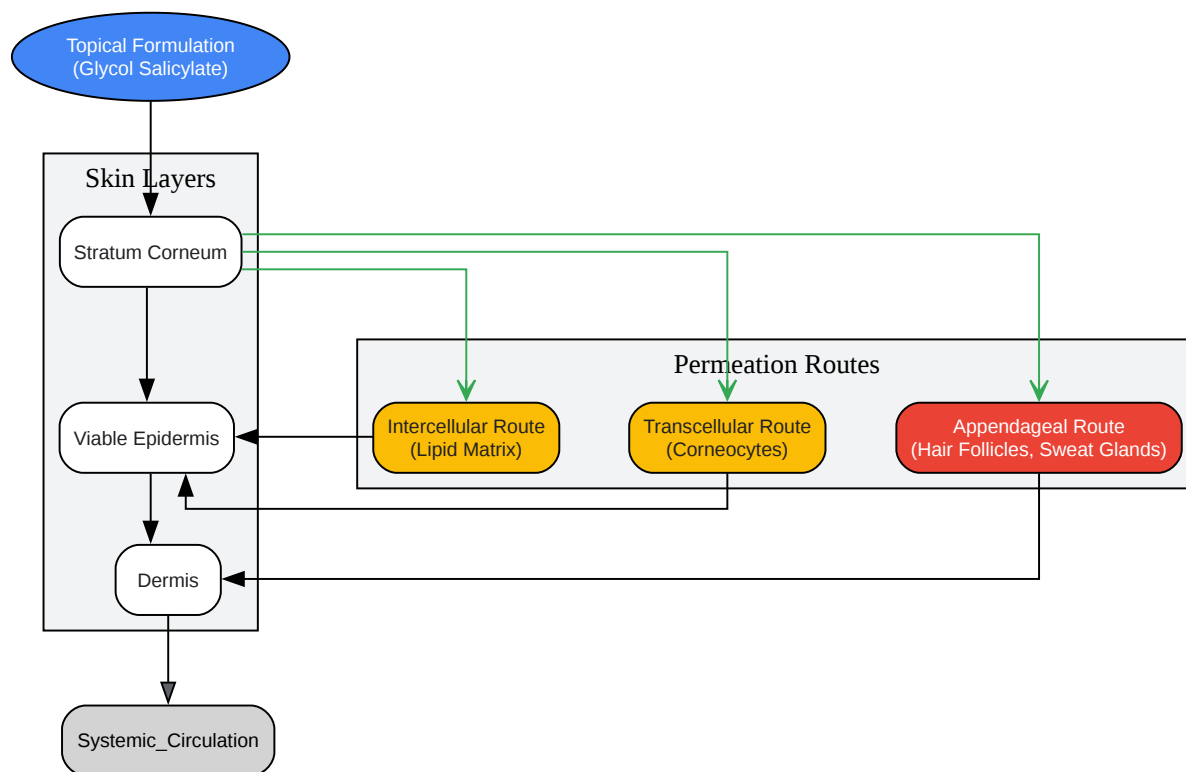 Topical Formulation
(Glycol Salicylate)
Skin Layers
Stratum Corneum
Permeation Routes
Viable Epidermis
Intercellular Route
(Lipid Matrix)
Transcellular Route
(Corneocytes)
Appendageal Route
(Hair Follicles, Sweat Glands)
Dermis
Systemic_Circulation